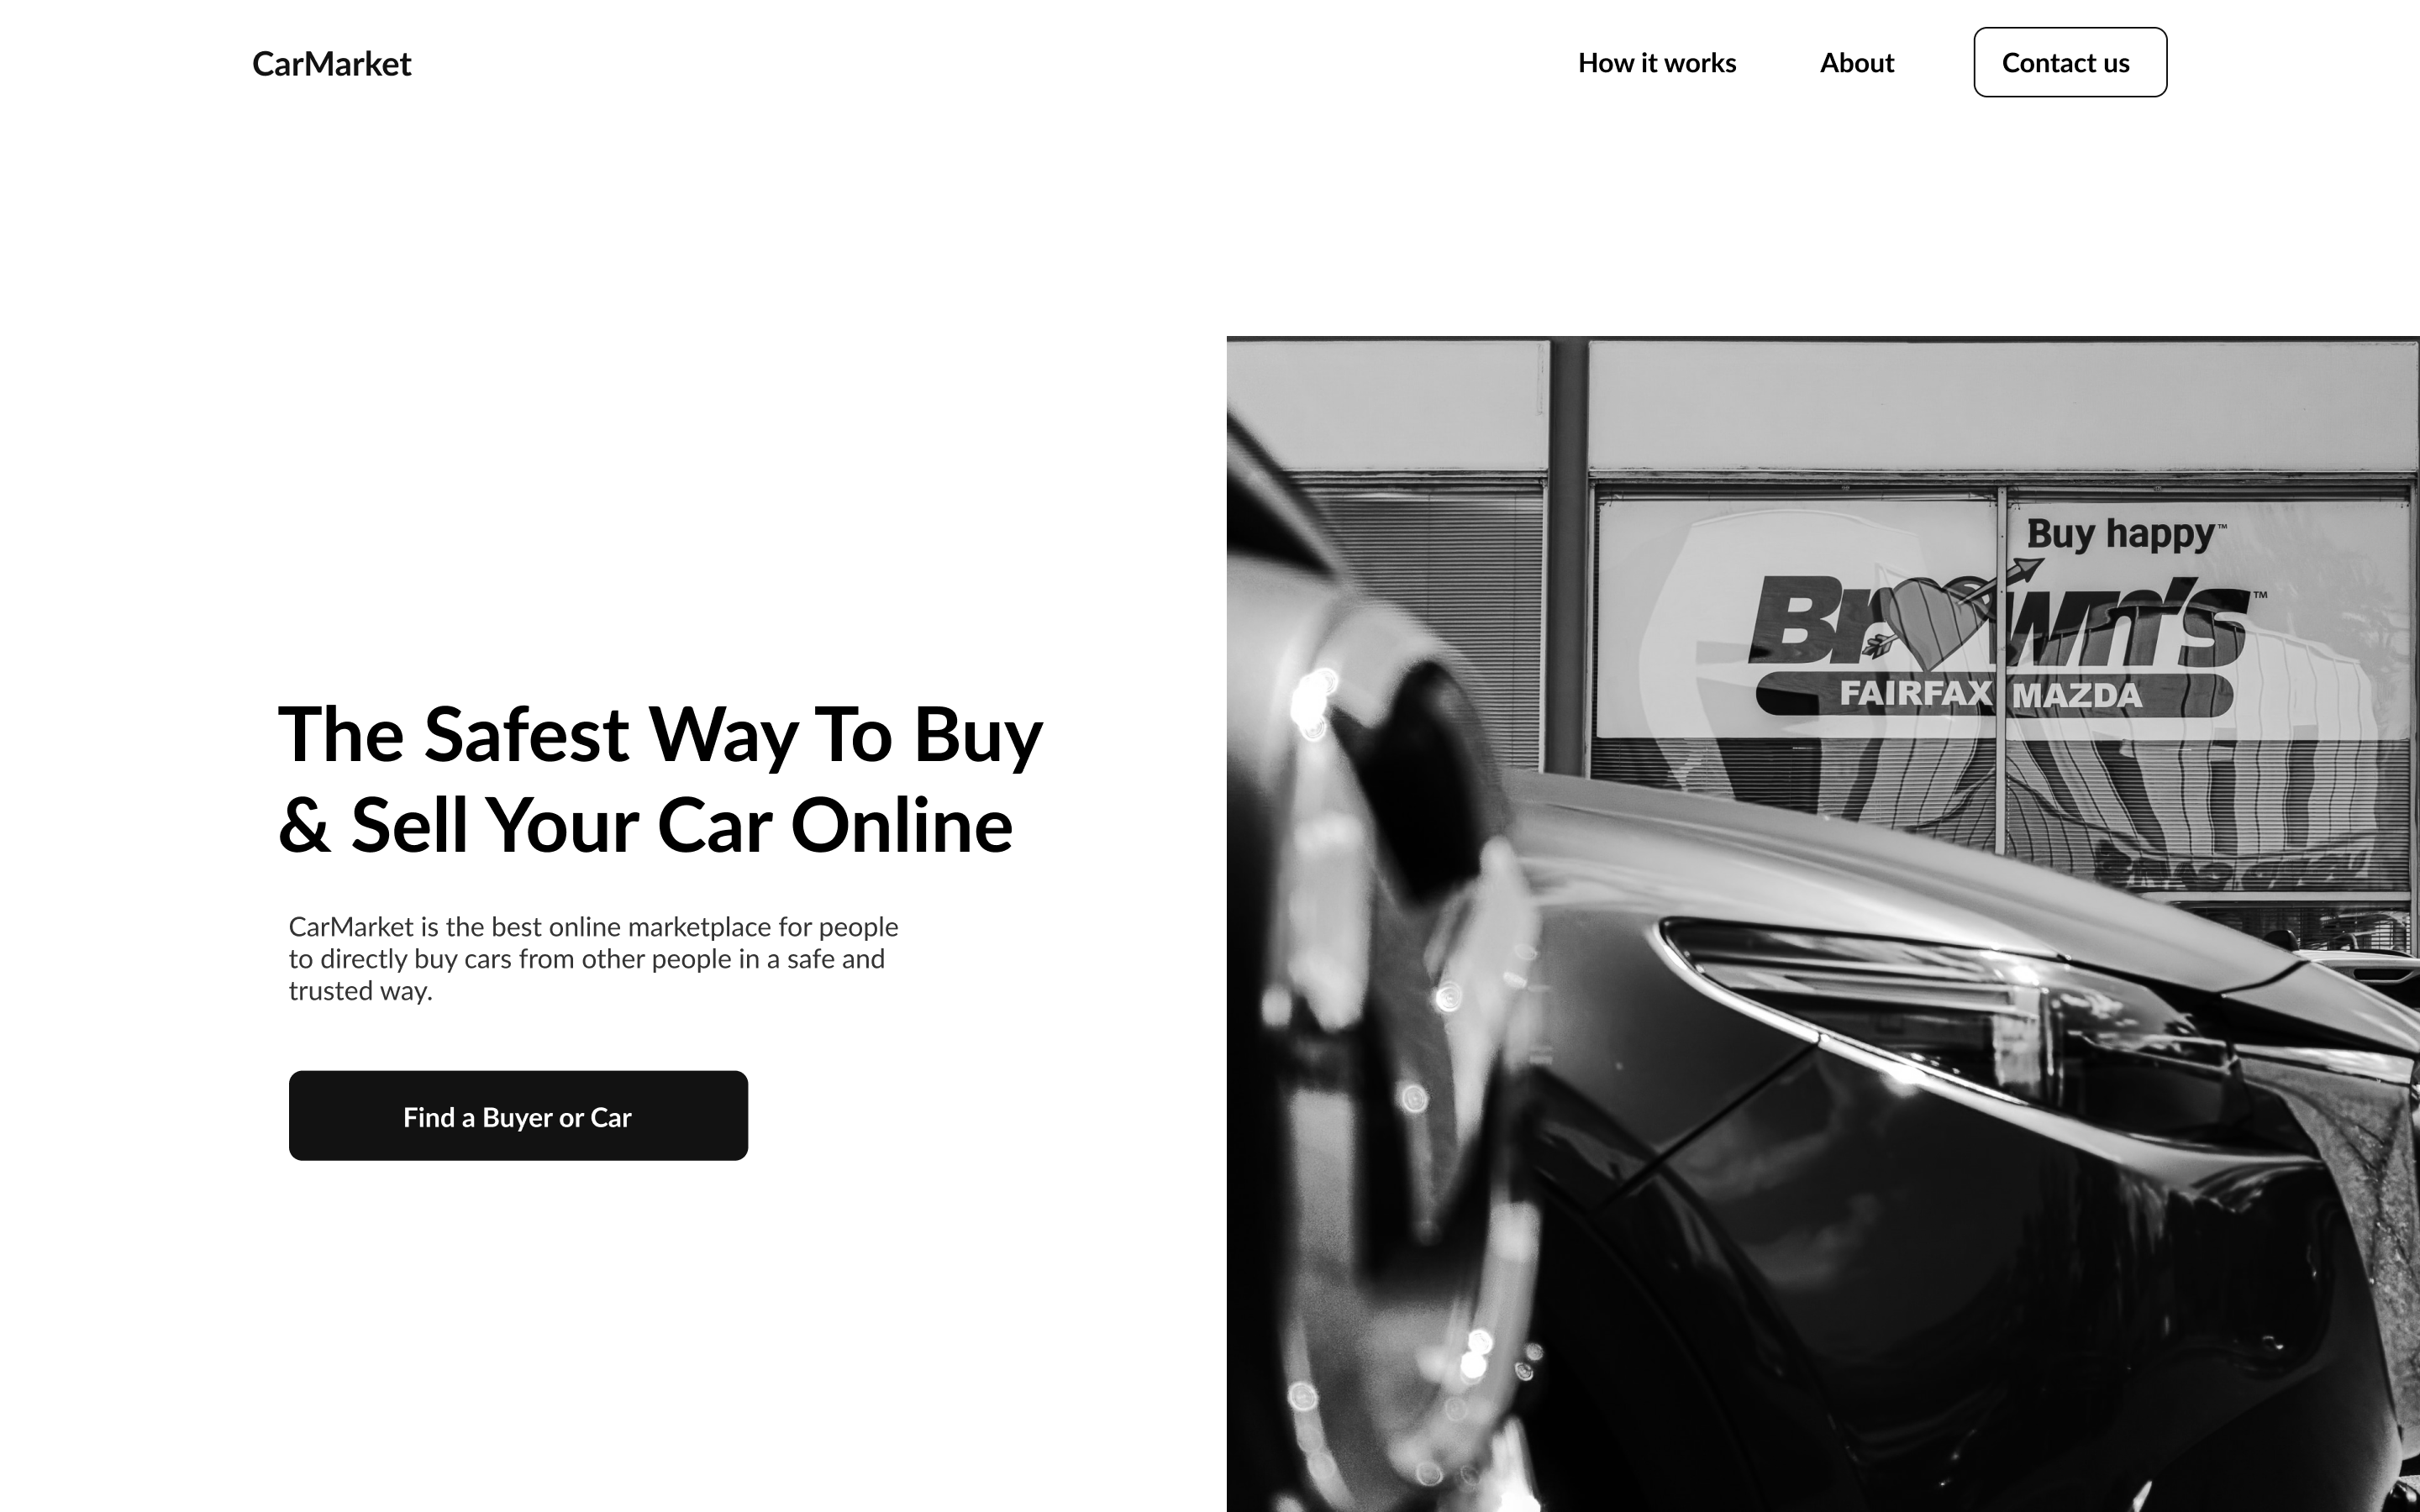 CarMarket
How it works
About
Contact us
Buy happy™
Brown's™
FAIRFAX MAZDA
The Safest Way To Buy
& Sell Your Car Online
CarMarket is the best online marketplace for people
to directly buy cars from other people in a safe and
trusted way.
Find a Buyer or Car